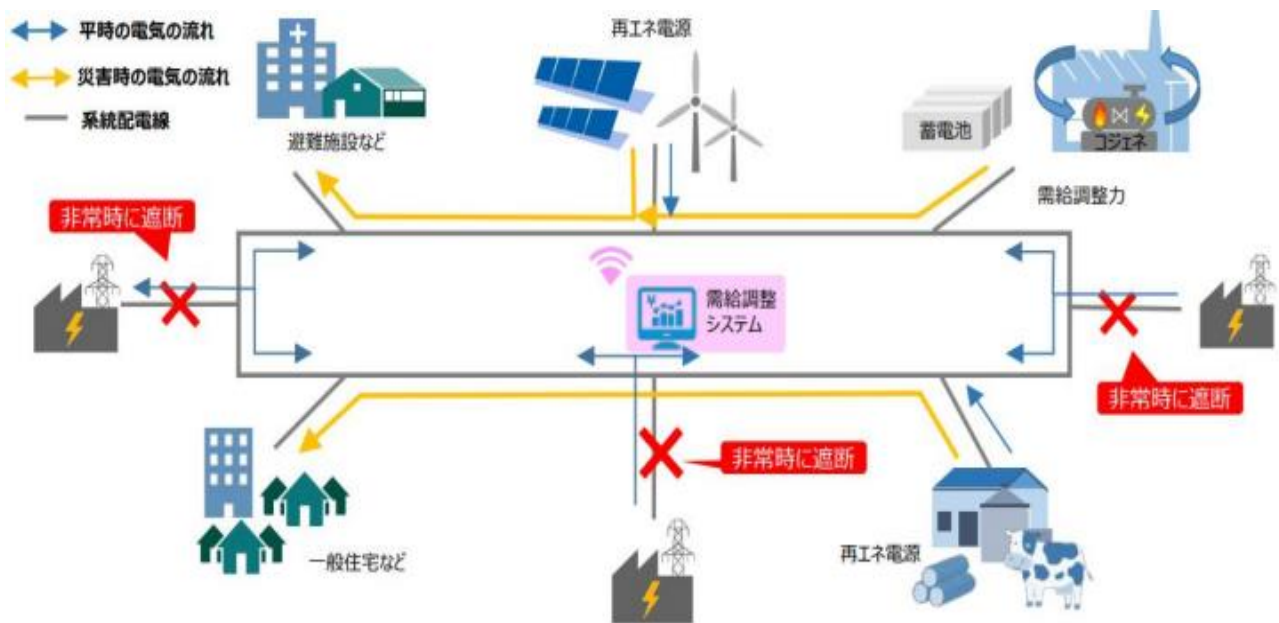 平時の電気の流れ
災害時の電気の流れ
系統配電線
避難施設など
再エネ電源
蓄電池
コジェネ
需給調整力
非常時に遮断
¥
需給調整
システム
非常時に遮断
非常時に遮断
一般住宅など
再エネ電源